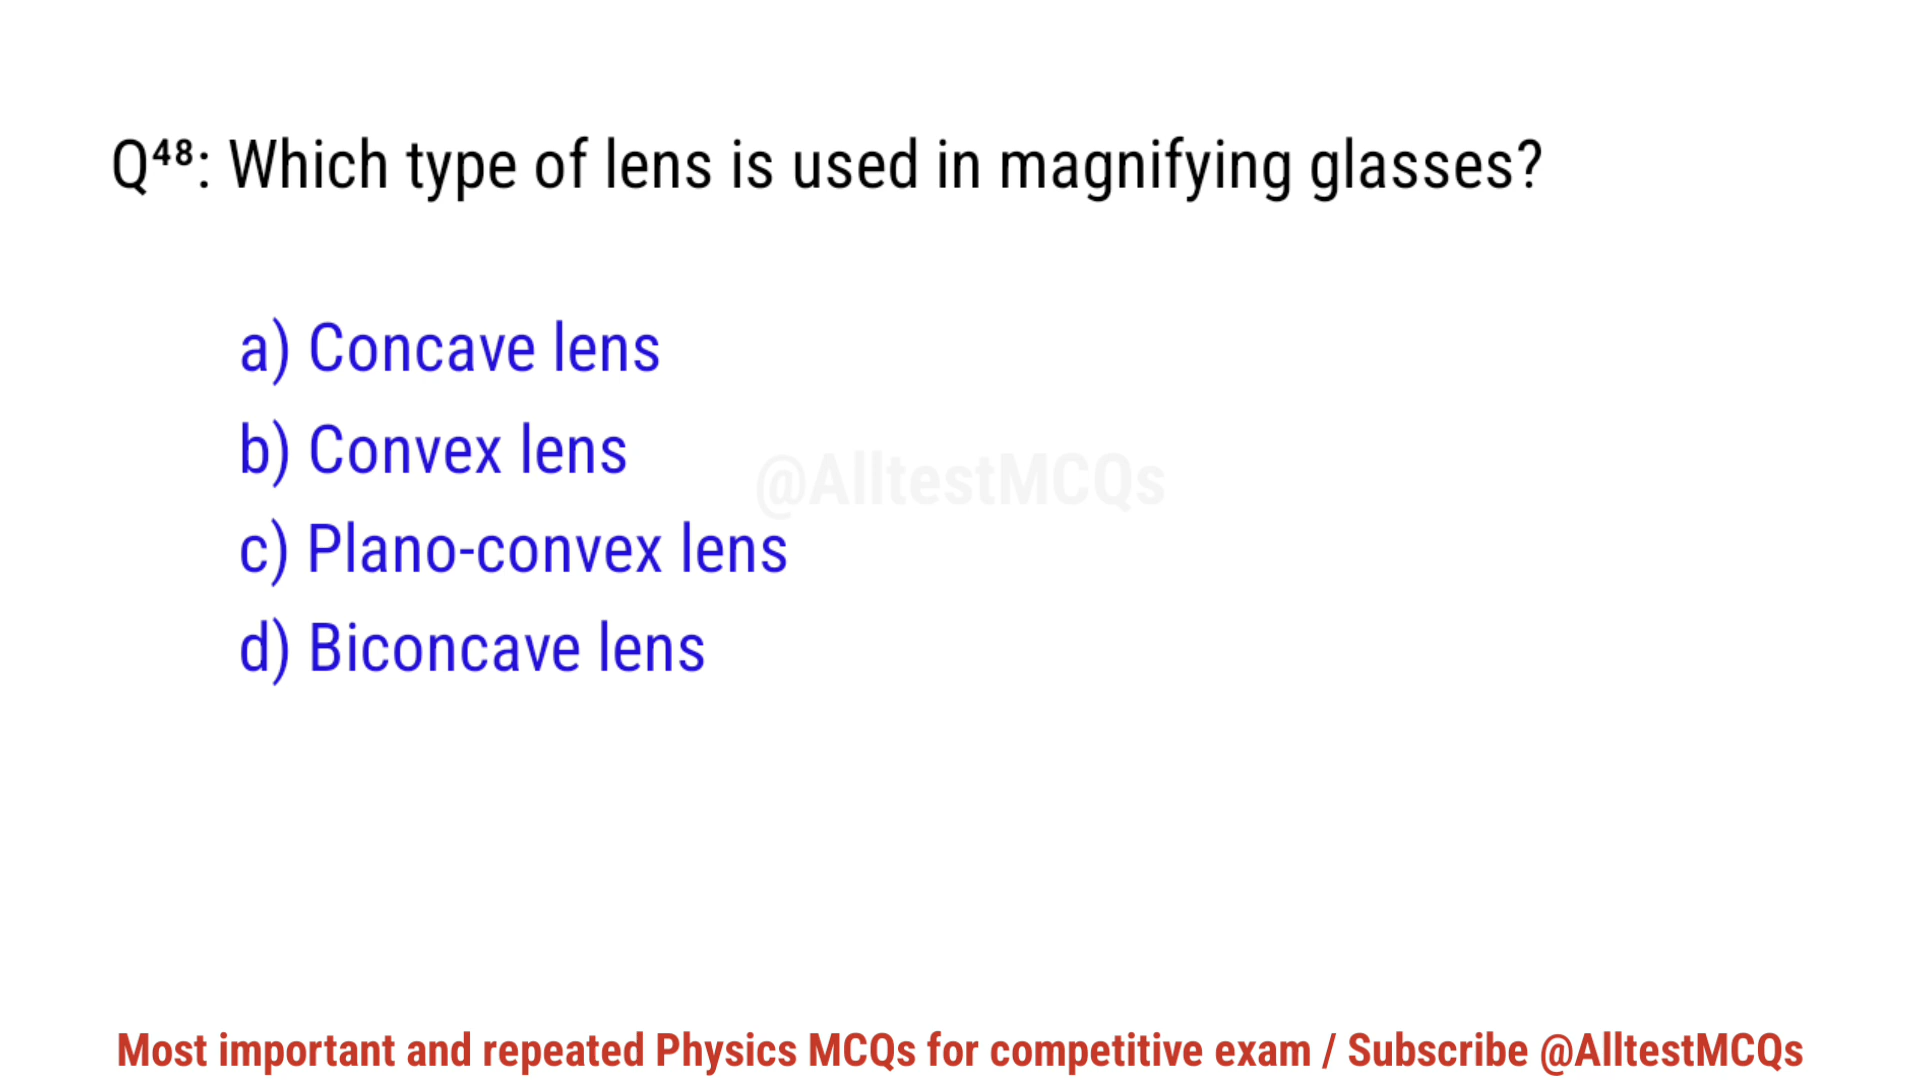 Q⁴⁸: Which type of lens is used in magnifying glasses?
a) Concave lens
b) Convex lens
@AlltestMCQs
c) Plano-convex lens
d) Biconcave lens
Most important and repeated Physics MCQs for competitive exam / Subscribe @AlltestMCQs